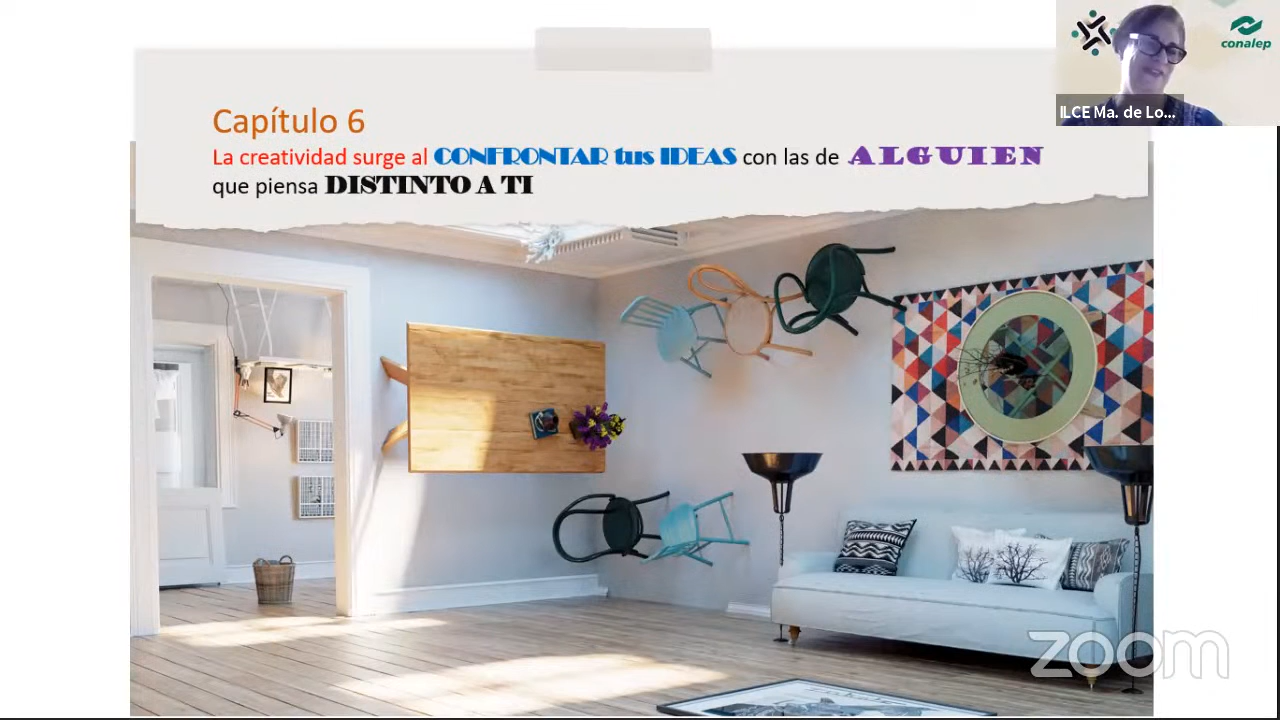 Capítulo 6
La creatividad surge al CONFRONTAR tus IDEAS con las de ALGUIEN
que piensa DISTINTO A TI
conalep
ILCE Ma. de Lo...
zoom